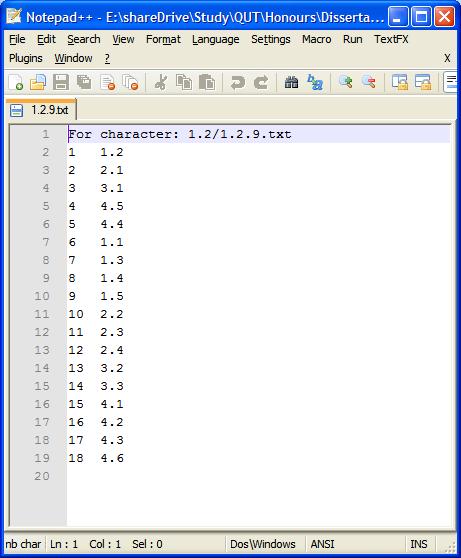 Notepad++ - E:\shareDrive\Study\QUT\Honours\Disserta...
File Edit Search View Format Language Settings Macro Run TextFX
Plugins Window ? X
1.2.9.txt
1 For character: 1.2/1.2.9.txt
2 1 1.2
3 2 2.1
4 3 3.1
5 4 4.5
6 5 4.4
7 6 1.1
8 7 1.3
9 8 1.4
10 9 1.5
11 10 2.2
12 11 2.3
13 12 2.4
14 13 3.2
15 14 3.3
16 15 4.1
17 16 4.2
18 17 4.3
19 18 4.6
20
nb char Ln : 1 Col : 1 Sel : 0 Dos\Windows ANSI INS